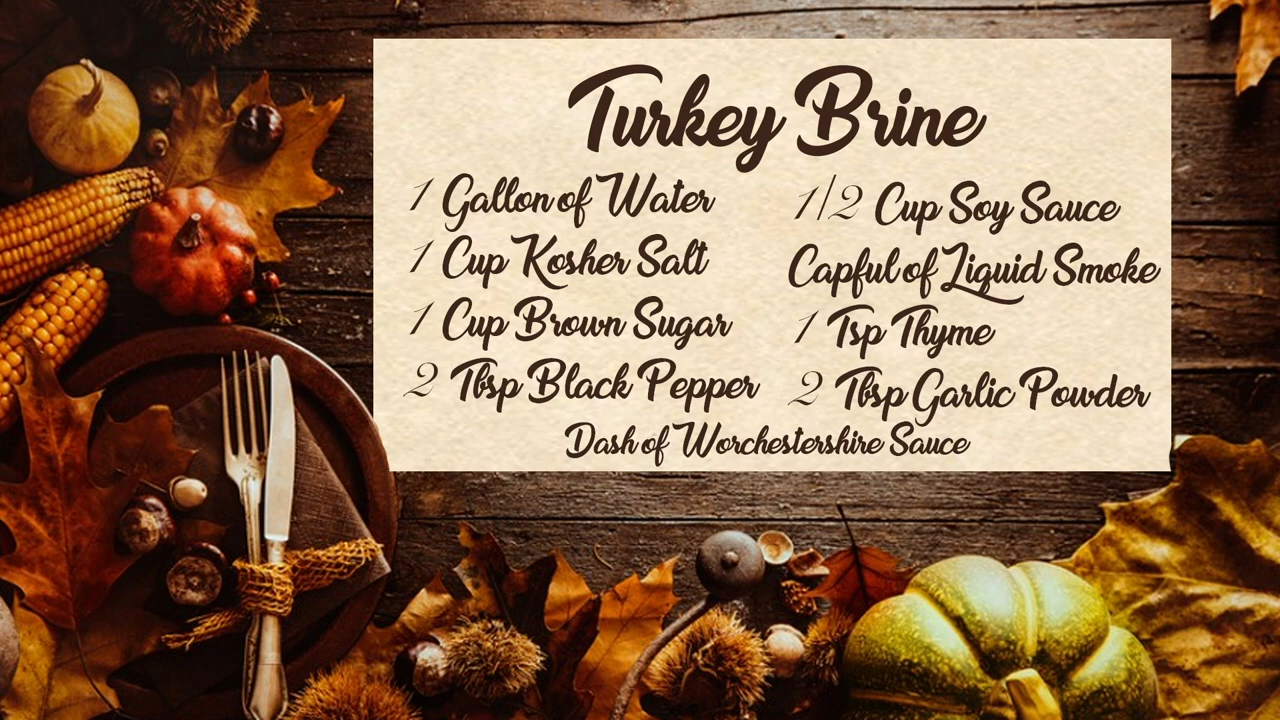 Turkey Brine
1 Gallon of Water
1 Cup Kosher Salt
1 Cup Brown Sugar
2 Tbsp Black Pepper
1/2 Cup Soy Sauce
Capful of Liquid Smoke
1 Tsp Thyme
2 Tbsp Garlic Powder
Dash of Worchestershire Sauce